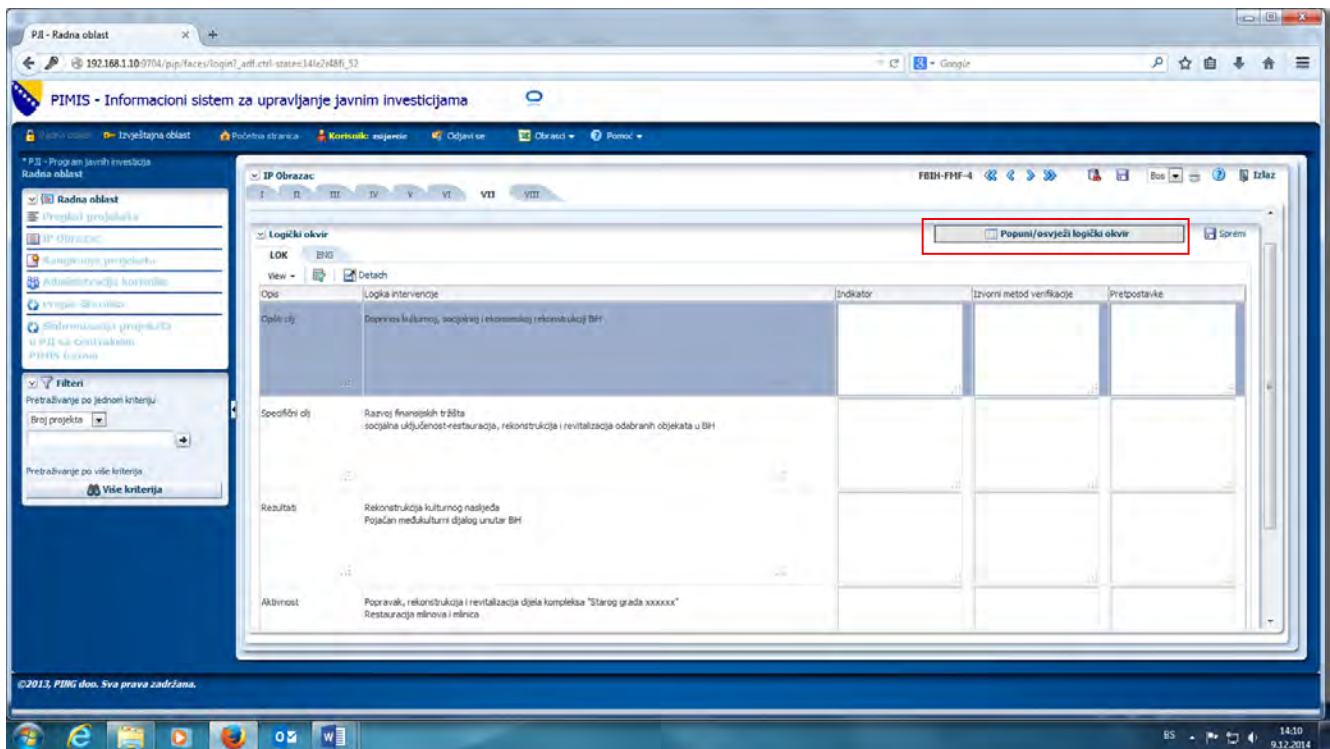 PJI - Radna oblast
192.168.1.10:9704/pip/faces/login?_adf.ctrl-state=14le2r48fi_52
Google
PIMIS - Informacioni sistem za upravljanje javnim investicijama
Radna oblast Izvještajna oblast Početna stranica Korisnik: Odjavi se Obrasci Pomoć
* PJI - Program javnih investicija
Radna oblast
Radna oblast
Pregled projekata
IP Obrazac
Rangiranje projekata
Administracija korisnika
Sinhronizacija projekata
u PJI sa centralnom
PIMIS bazom
Filteri
Pretraživanje po jednom kriteriju
Broj projekta
Pretraživanje po više kriterija
Više kriterija
IP Obrazac
FBIH-FMF-4 Bos Izlaz
I II III IV V VI VII VIII
Logički okvir
Popuni/osvježi logički okvir
Spremi
LOK ENG
View Detach
Opis Logika intervencije Indikator Izvorni metod verifikacije Pretpostavke
Opšti cilj Doprinos kulturnoj, socijalnoj i ekonomskoj rekonstrukciji BiH
Specifični cilj Razvoj finansijskih tržišta
socijalna uključenost-restauracija, rekonstrukcija i revitalizacija odabranih objekata u BiH
Rezultati Rekonstrukcija kulturnog naslijeđa
Pojačan međukulturni dijalog unutar BiH
Aktivnost Popravak, rekonstrukcija i revitalizacija dijela kompleksa "Starog grada xxxxxx"
Restauracija mlinova i mlinica
©2013, PING doo. Sva prava zadržana.
BS
14:10
9.12.2014